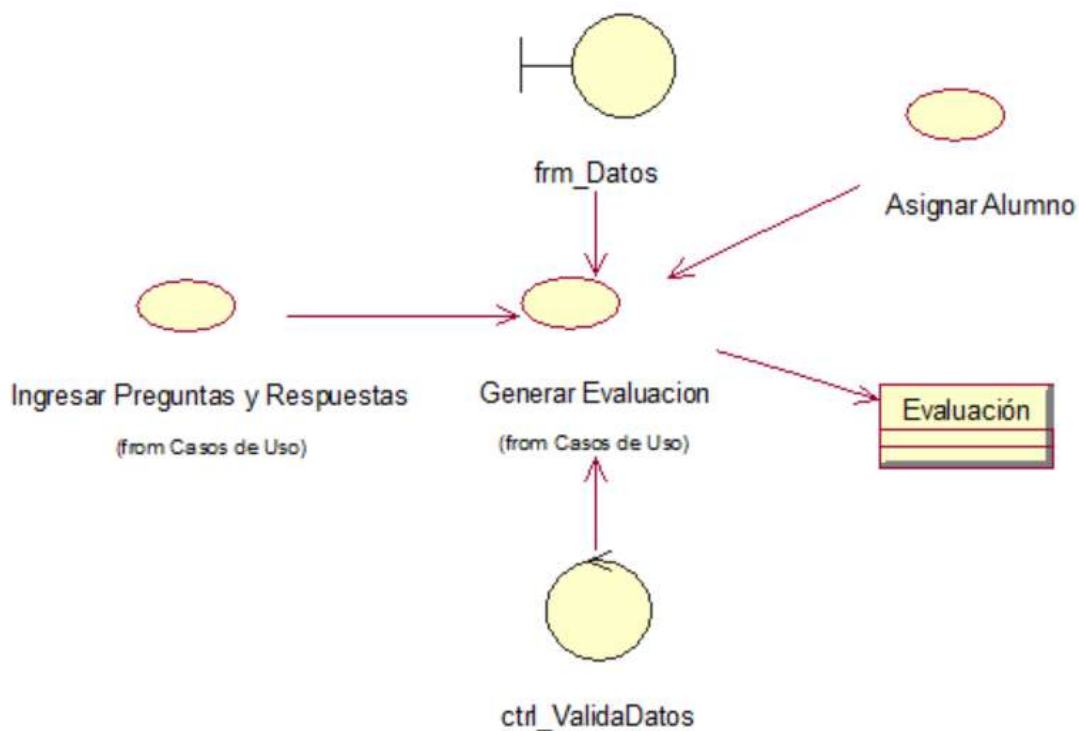 frm_Datos
Asignar Alumno
Ingresar Preguntas y Respuestas
(from Casos de Uso)
Generar Evaluacion
(from Casos de Uso)
Evaluación
ctrl_ValidaDatos